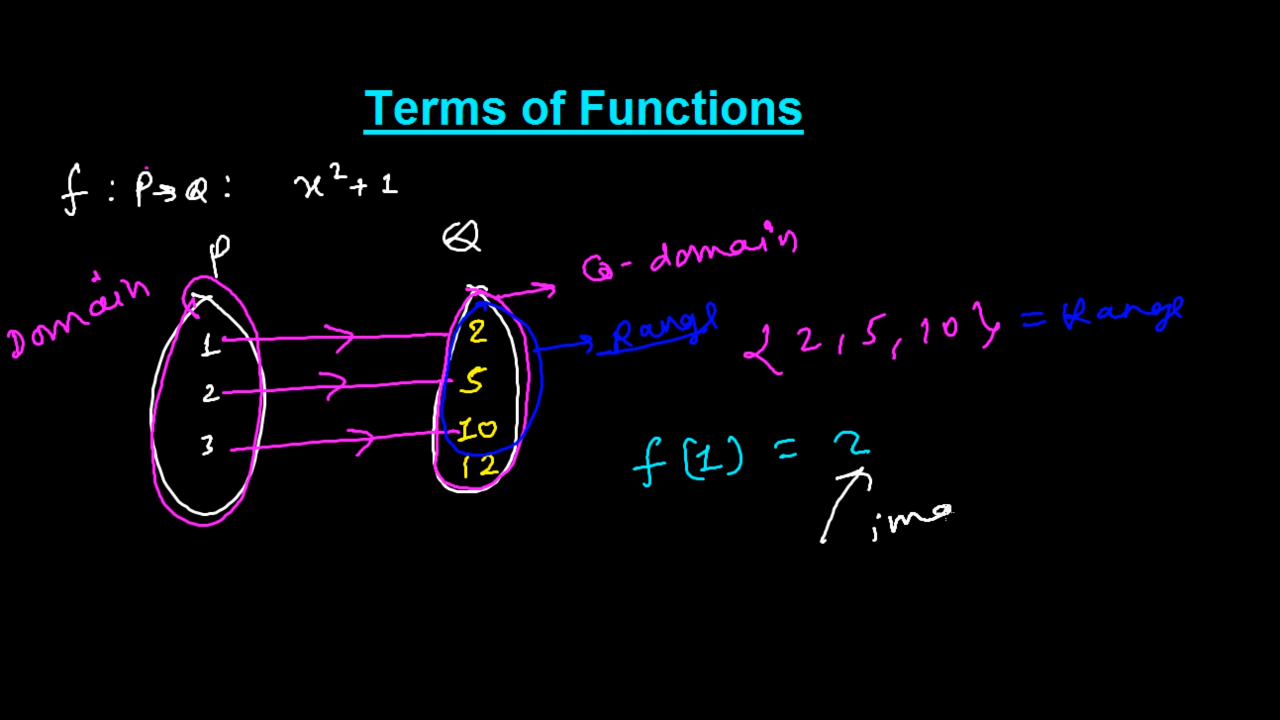 Terms of Functions
f : P→Q : x²+1
P
Q
Domain
Co-domain
1
2
3
2
5
10
12
Range
{2,5,10} = Range
f(1) = 2
ima